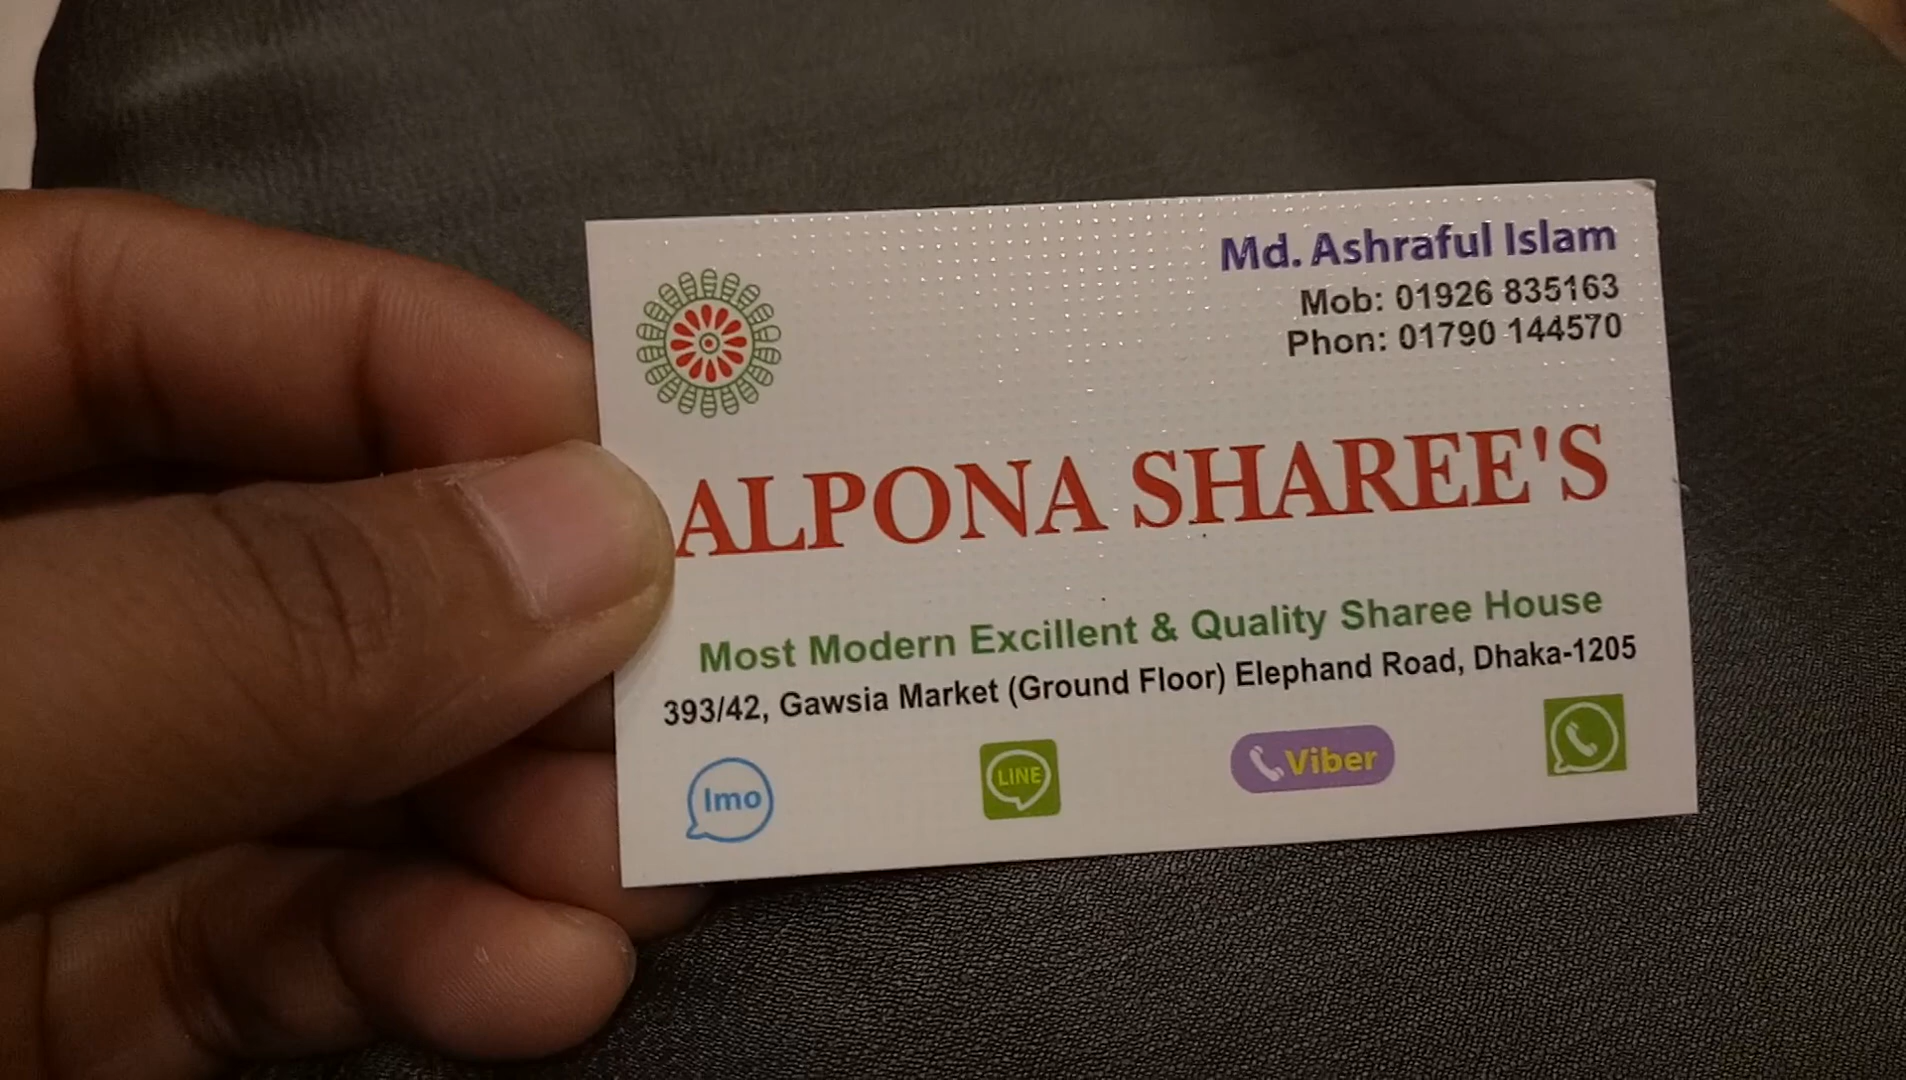 Md. Ashraful Islam
Mob: 01926 835163
Phon: 01790 144570
ALPONA SHAREE'S
Most Modern Excillent & Quality Sharee House
393/42, Gawsia Market (Ground Floor) Elephand Road, Dhaka-1205
Imo
LINE
Viber